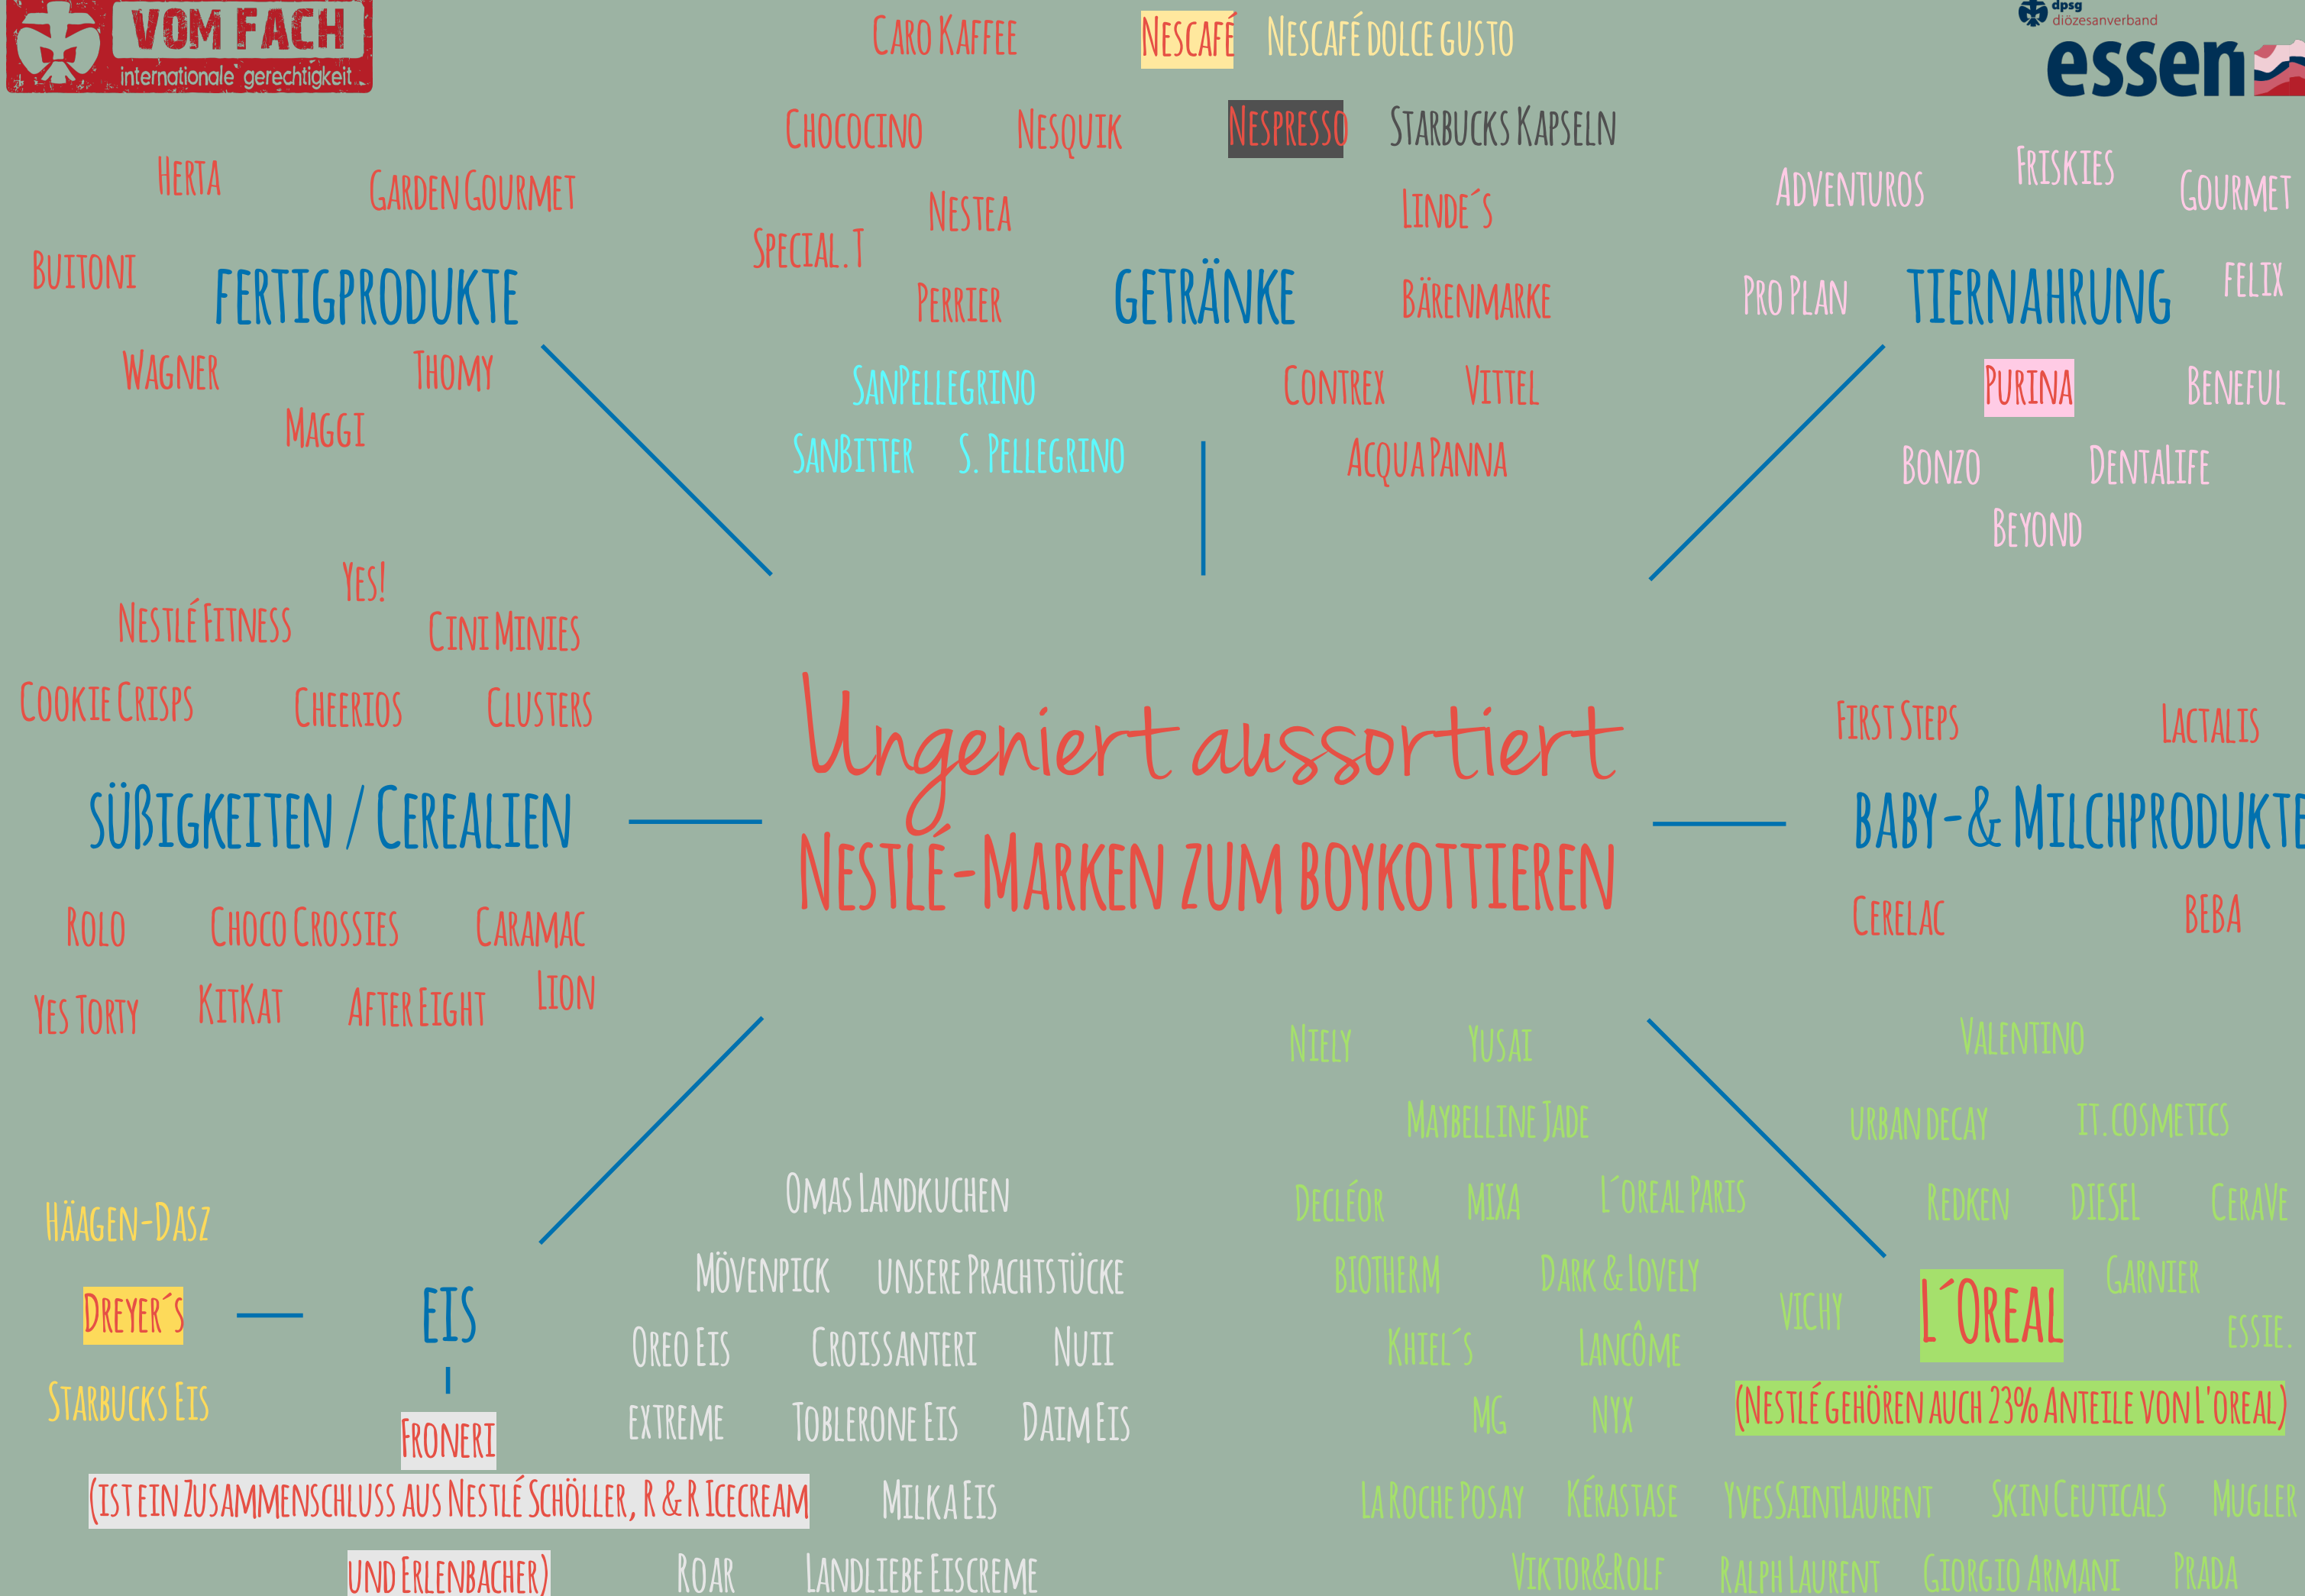 VOM FACH
internationale gerechtigkeit
dpsg
diözesanverband
essen
Caro Kaffee
Nescafé
Nescafé dolce gusto
Chococino
Nesquik
Nespresso
Starbucks Kapseln
Nestea
Linde´s
Special.T
Perrier
GETRÄNKE
Bärenmarke
SanPellegrino
Contrex
Vittel
SanBitter
S. Pellegrino
Acqua Panna
Herta
Garden Gourmet
Buitoni
FERTIGPRODUKTE
Wagner
Thomy
Maggi
Adventuros
Friskies
Gourmet
Pro Plan
TIERNAHRUNG
felix
Purina
Beneful
Bonzo
DentaLife
Beyond
Yes!
Nestlé Fitness
Cini Minies
Cookie Crisps
Cheerios
Clusters
SÜßIGKEITEN / Cerealien
Rolo
Choco Crossies
Caramac
Yes Torty
KitKat
After Eight
Lion
Ungeniert aussortiert
Nestlé-Marken zum boykottieren
First Steps
Lactalis
BABY-& Milchprodukte
Cerelac
BEBA
Häagen-Dasz
Dreyer´s
EIS
Starbucks Eis
Froneri
(ist ein Zusammenschluss aus Nestlé Schöller, R & R Icecream
und Erlenbacher)
Omas Landkuchen
Mövenpick
unsere Prachtstücke
Oreo Eis
Croissanteri
Nuii
extreme
Toblerone Eis
Daim Eis
Milka Eis
Roar
Landliebe Eiscreme
Niely
Yusai
Valentino
Maybelline Jade
urban decay
it.cosmetics
Decléor
mixa
L´oreal Paris
Redken
DIESEL
CeraVe
biotherm
Dark & Lovely
Garnier
vichy
L´Oreal
essie.
Khiel´s
Lancôme
MG
NYX
(Nestlé gehören auch 23% Anteile von L'oreal)
La Roche Posay
Kérastase
YvesSaintLaurent
Skin Ceuticals
Mugler
Viktor&Rolf
Ralph Laurent
Giorgio Armani
Prada